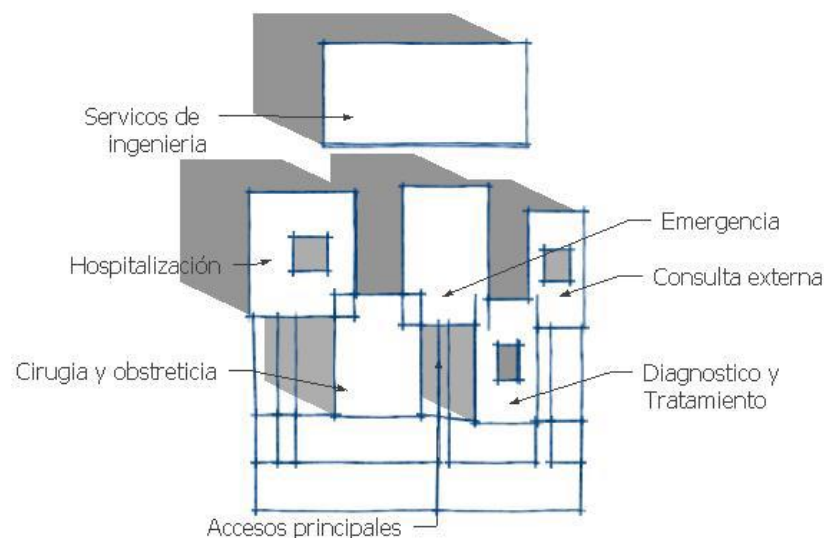 Servicos de
ingenieria
Emergencia
Hospitalización
Consulta externa
Cirugia y obstreticia
Diagnostico y
Tratamiento
Accesos principales